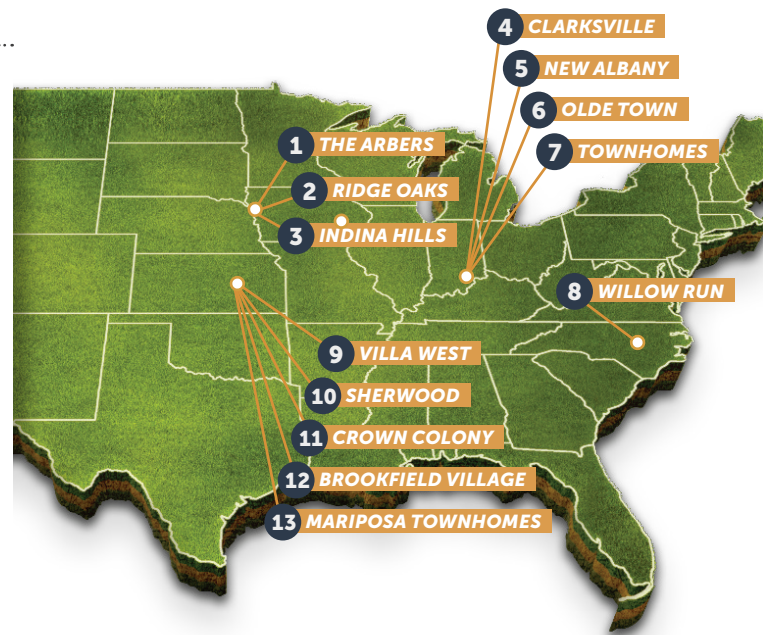 ...
4 CLARKSVILLE
5 NEW ALBANY
6 OLDE TOWN
7 TOWNHOMES
1 THE ARBERS
2 RIDGE OAKS
3 INDINA HILLS
8 WILLOW RUN
9 VILLA WEST
10 SHERWOOD
11 CROWN COLONY
12 BROOKFIELD VILLAGE
13 MARIPOSA TOWNHOMES